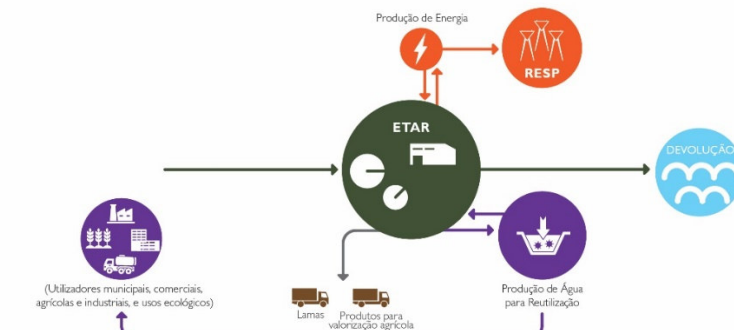 Produção de Energia
RESP
ETAR
DEVOLUÇÃO
(Utilizadores municipais, comerciais,
agrícolas e industriais, e usos ecológicos)
Produção de Água
para Reutilização
Lamas
Produtos para
valorização agrícola